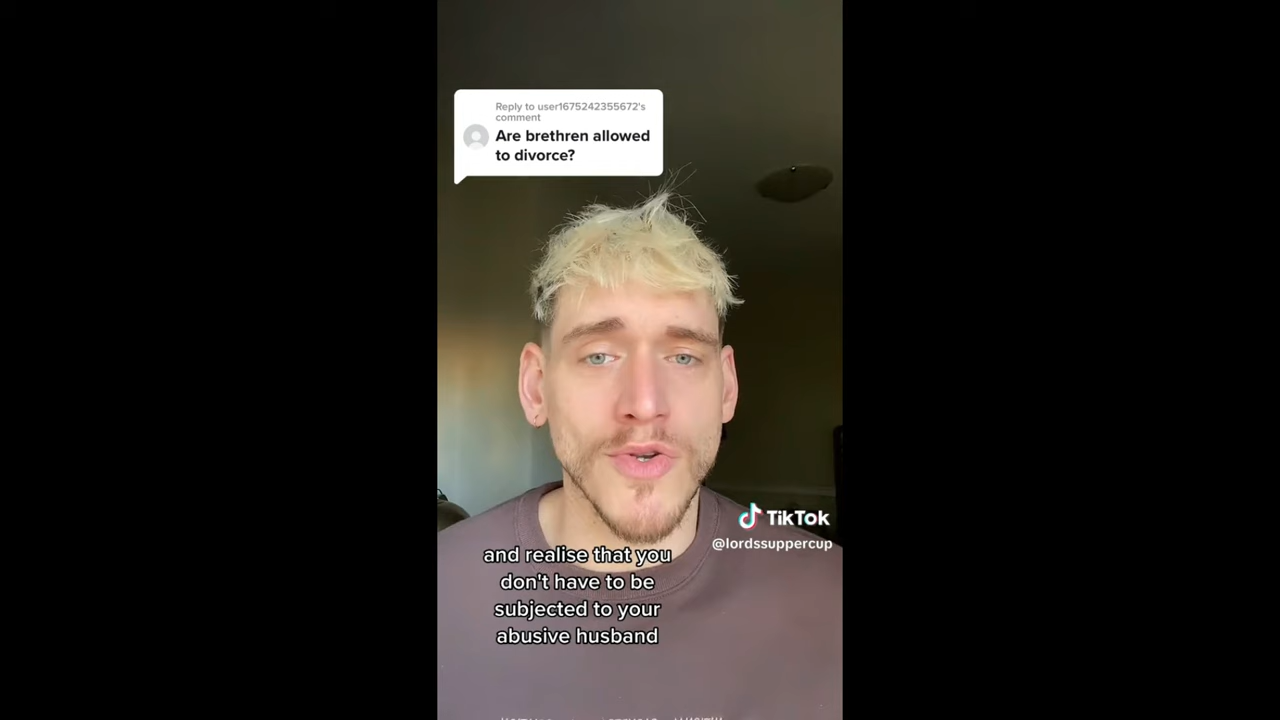 Reply to user1675242355672's
comment
Are brethren allowed
to divorce?
TikTok
@lordssuppercup
and realise that you
don't have to be
subjected to your
abusive husband